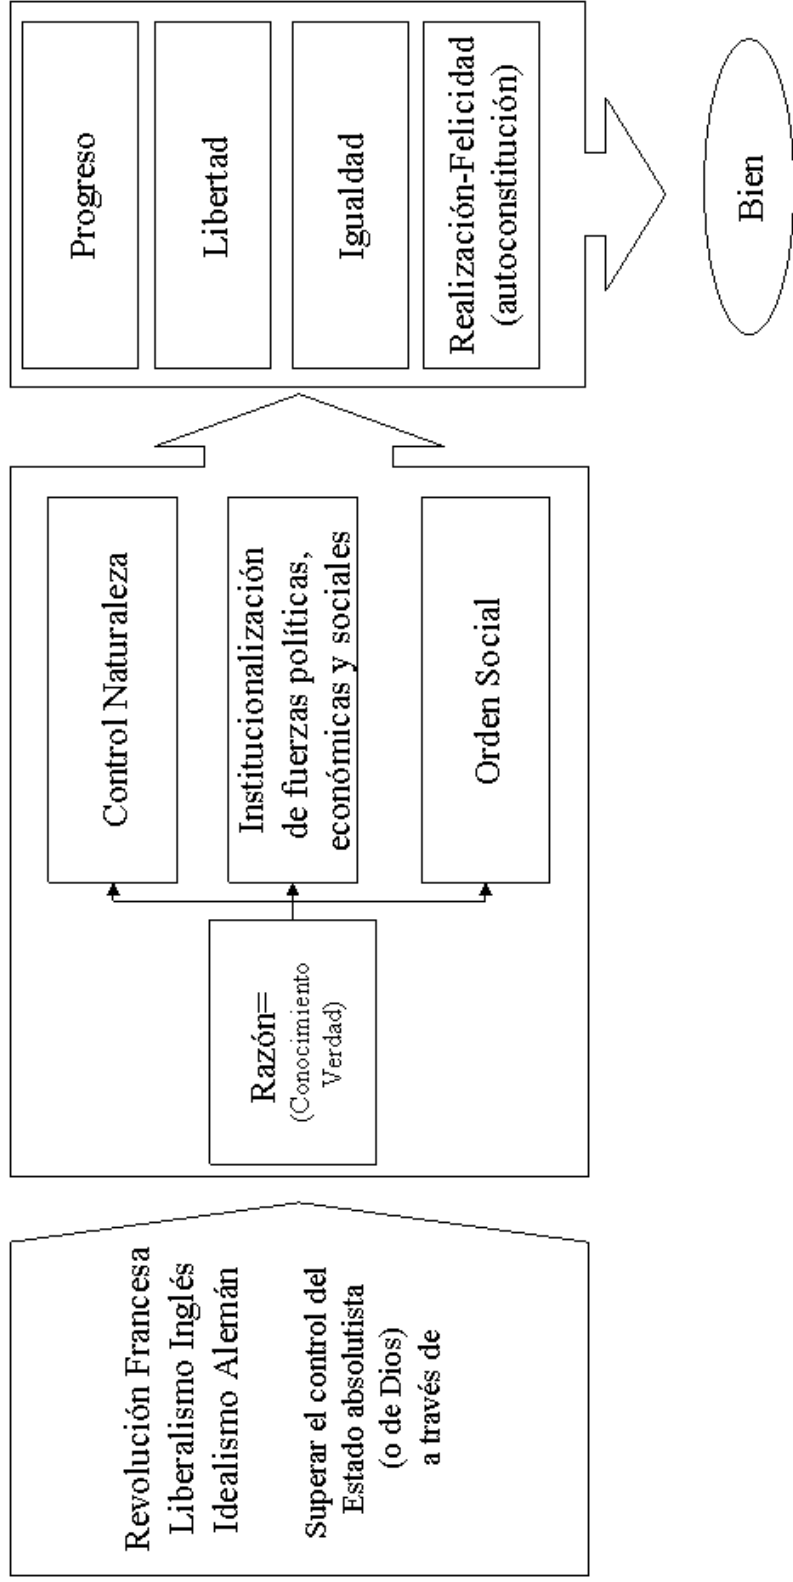 Revolución Francesa
Liberalismo Inglés
Idealismo Alemán
Superar el control del
Estado absolutista
(o de Dios)
a través de
Razón=
(Conocimiento
Verdad)
Control Naturaleza
Institucionalización
de fuerzas políticas,
económicas y sociales
Orden Social
Progreso
Libertad
Igualdad
Realización-Felicidad
(autoconstitución)
Bien